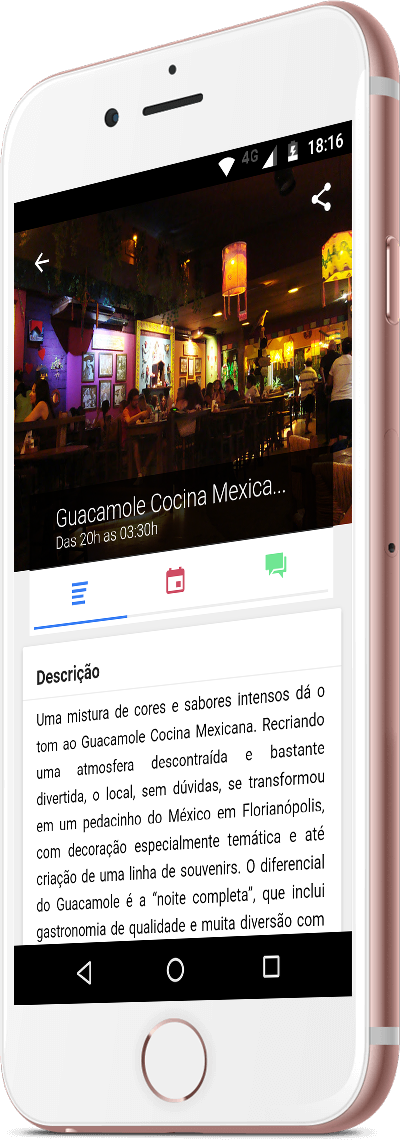 4G 18:16
Guacamole Cocina Mexica...
Das 20h as 03:30h
Descrição
Uma mistura de cores e sabores intensos dá o
tom ao Guacamole Cocina Mexicana. Recriando
uma atmosfera descontraída e bastante
divertida, o local, sem dúvidas, se transformou
em um pedacinho do México em Florianópolis,
com decoração especialmente temática e até
criação de uma linha de souvenirs. O diferencial
do Guacamole é a “noite completa”, que inclui
gastronomia de qualidade e muita diversão com